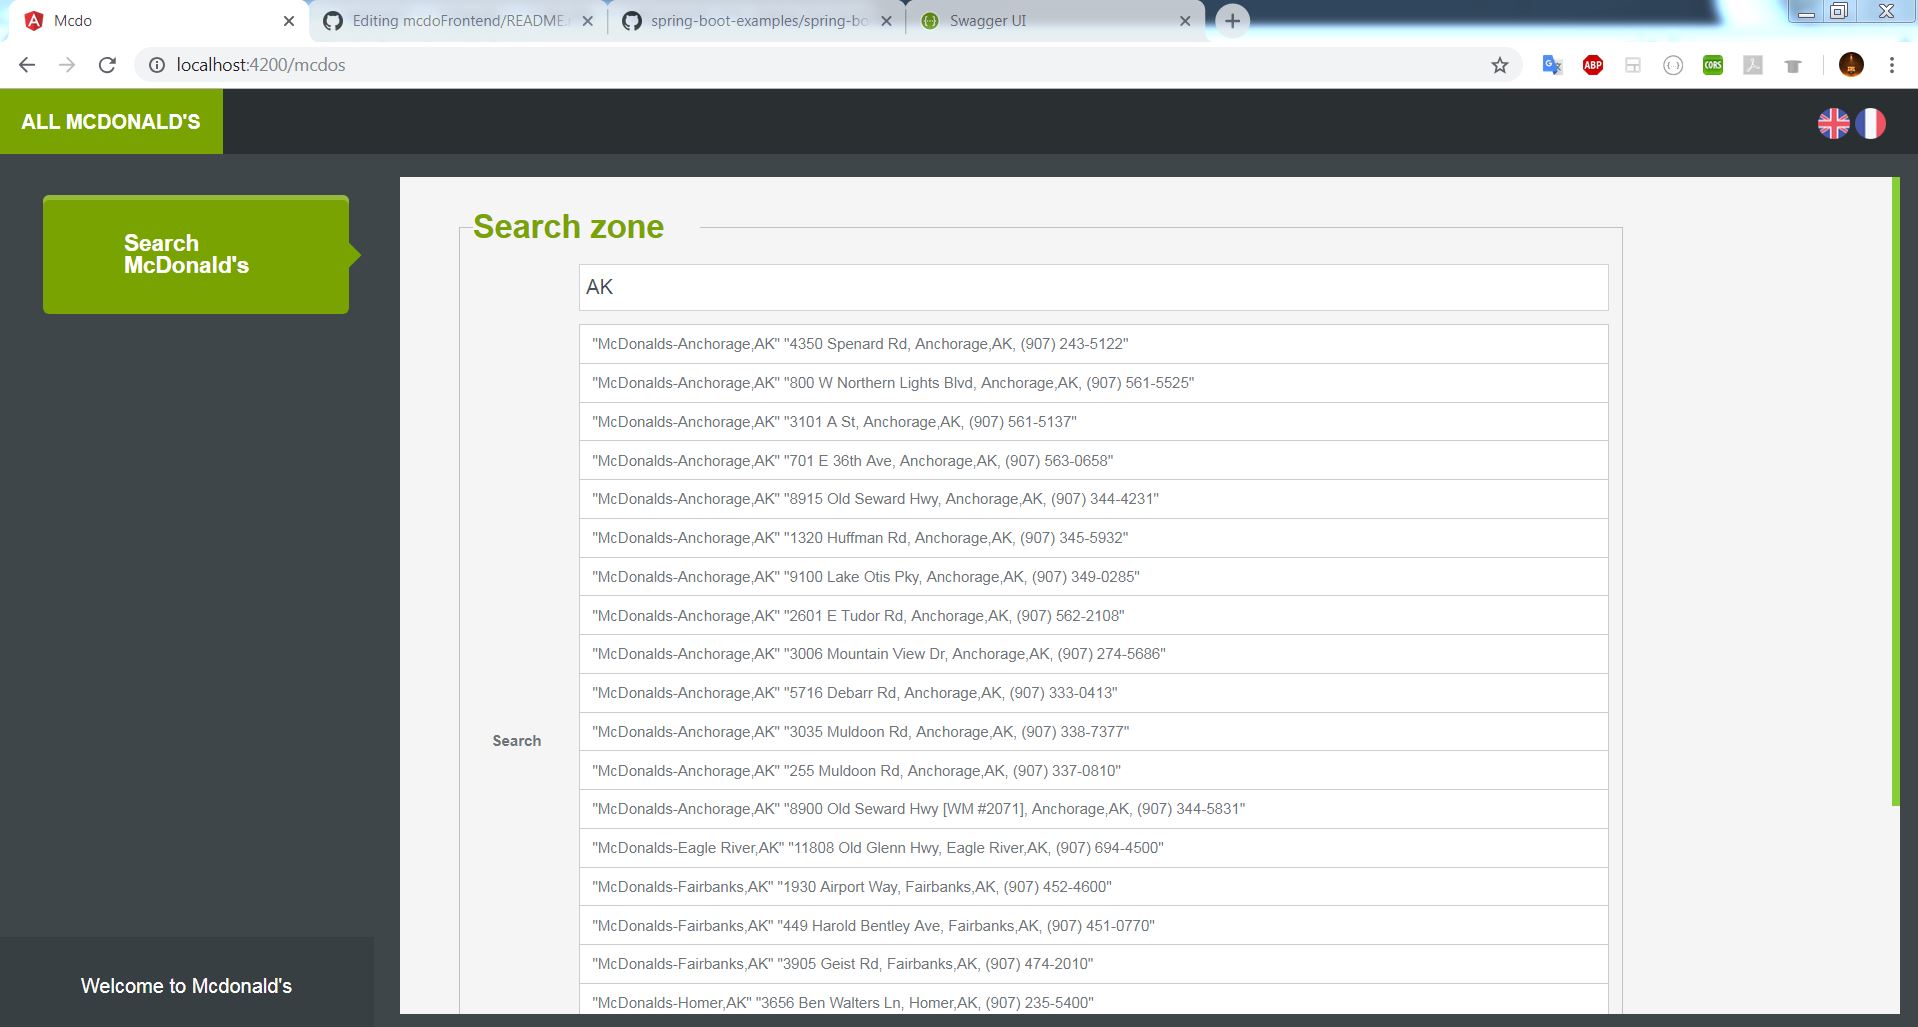 Mcdo
Editing mcdoFrontend/README.
spring-boot-examples/spring-bo
Swagger UI
localhost:4200/mcdos
ABP
CORS
ALL MCDONALD'S
Search
McDonald's
Search zone
AK
"McDonalds-Anchorage,AK" "4350 Spenard Rd, Anchorage,AK, (907) 243-5122"
"McDonalds-Anchorage,AK" "800 W Northern Lights Blvd, Anchorage,AK, (907) 561-5525"
"McDonalds-Anchorage,AK" "3101 A St, Anchorage,AK, (907) 561-5137"
"McDonalds-Anchorage,AK" "701 E 36th Ave, Anchorage,AK, (907) 563-0658"
"McDonalds-Anchorage,AK" "8915 Old Seward Hwy, Anchorage,AK, (907) 344-4231"
"McDonalds-Anchorage,AK" "1320 Huffman Rd, Anchorage,AK, (907) 345-5932"
"McDonalds-Anchorage,AK" "9100 Lake Otis Pky, Anchorage,AK, (907) 349-0285"
"McDonalds-Anchorage,AK" "2601 E Tudor Rd, Anchorage,AK, (907) 562-2108"
"McDonalds-Anchorage,AK" "3006 Mountain View Dr, Anchorage,AK, (907) 274-5686"
"McDonalds-Anchorage,AK" "5716 Debarr Rd, Anchorage,AK, (907) 333-0413"
"McDonalds-Anchorage,AK" "3035 Muldoon Rd, Anchorage,AK, (907) 338-7377"
Search
"McDonalds-Anchorage,AK" "255 Muldoon Rd, Anchorage,AK, (907) 337-0810"
"McDonalds-Anchorage,AK" "8900 Old Seward Hwy [WM #2071], Anchorage,AK, (907) 344-5831"
"McDonalds-Eagle River,AK" "11808 Old Glenn Hwy, Eagle River,AK, (907) 694-4500"
"McDonalds-Fairbanks,AK" "1930 Airport Way, Fairbanks,AK, (907) 452-4600"
"McDonalds-Fairbanks,AK" "449 Harold Bentley Ave, Fairbanks,AK, (907) 451-0770"
"McDonalds-Fairbanks,AK" "3905 Geist Rd, Fairbanks,AK, (907) 474-2010"
"McDonalds-Homer,AK" "3656 Ben Walters Ln, Homer,AK, (907) 235-5400"
Welcome to Mcdonald's